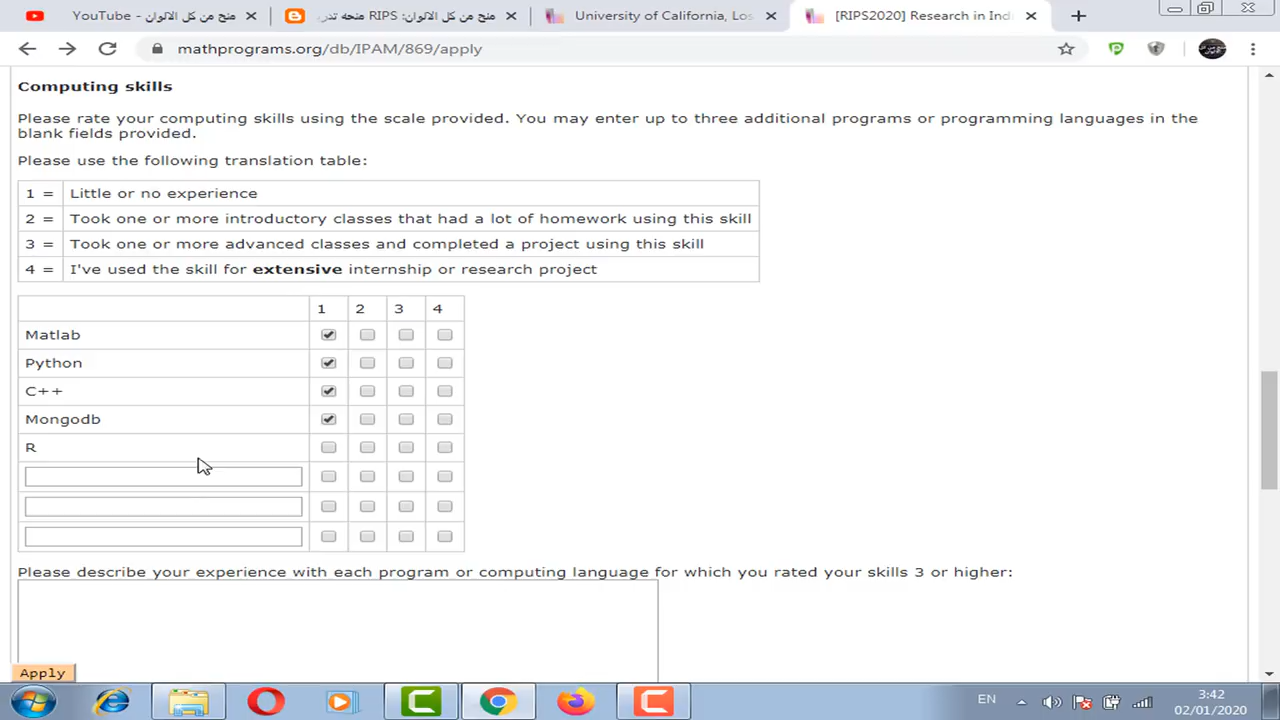 YouTube - منح من كل الالوان
منح من كل الالوان: RIPS منحه تدر
University of California, Los
[RIPS2020] Research in Ind
mathprograms.org/db/IPAM/869/apply
Computing skills
Please rate your computing skills using the scale provided. You may enter up to three additional programs or programming languages in the
blank fields provided.
Please use the following translation table:
1 = Little or no experience
2 = Took one or more introductory classes that had a lot of homework using this skill
3 = Took one or more advanced classes and completed a project using this skill
4 = I've used the skill for extensive internship or research project
1 2 3 4
Matlab
Python
C++
Mongodb
R
Please describe your experience with each program or computing language for which you rated your skills 3 or higher:
Apply
EN
3:42
02/01/2020